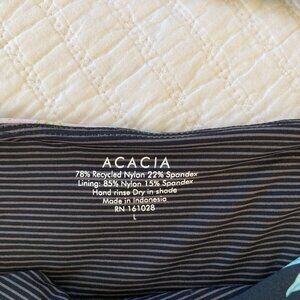 ACACIA
78% Recycled Nylon 22% Spandex
Lining: 85% Nylon 15% Spandex
Hand rinse Dry in shade
Made in Indonesia
RN 161028
L